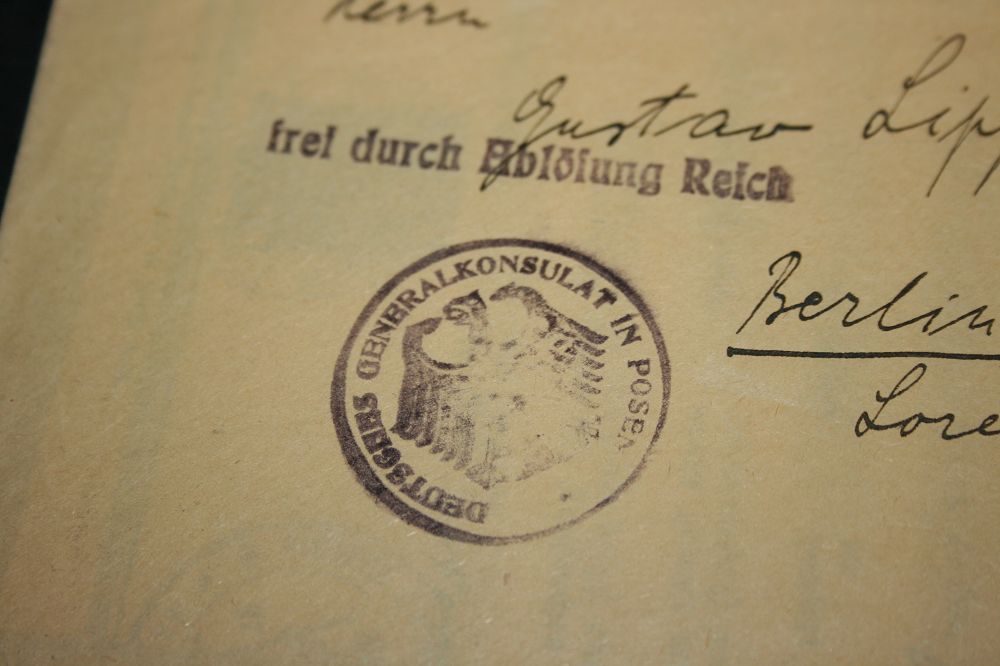 Herrn
Gustav Lipp
frei durch Ablösung Reich
DEUTSCHES GENERALKONSULAT IN POSEN
Berlin
Lore